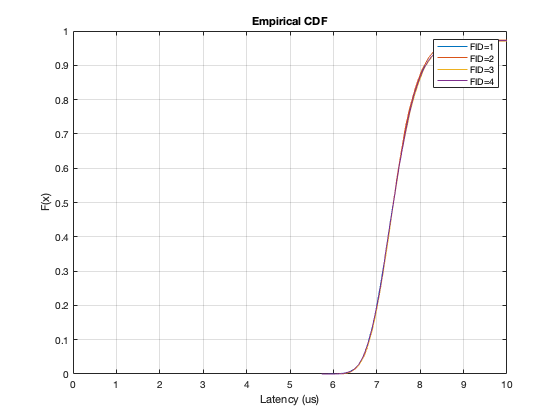 Empirical CDF
1
0.9
0.8
0.7
0.6
0.5
0.4
0.3
0.2
0.1
0
F(x)
FID=1
FID=2
FID=3
FID=4
0 1 2 3 4 5 6 7 8 9 10
Latency (us)